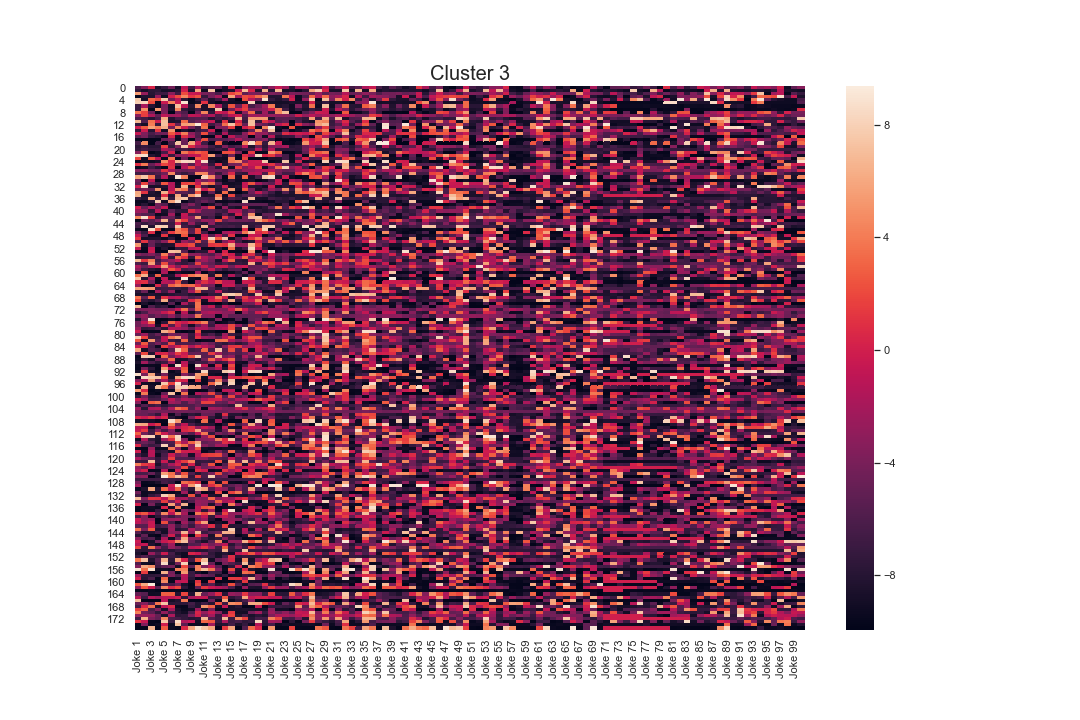 Cluster 3
0
4
8
12
16
20
24
28
32
36
40
44
48
52
56
60
64
68
72
76
80
84
88
92
96
100
104
108
112
116
120
124
128
132
136
140
144
148
152
156
160
164
168
172
Joke 1
Joke 3
Joke 5
Joke 7
Joke 9
Joke 11
Joke 13
Joke 15
Joke 17
Joke 19
Joke 21
Joke 23
Joke 25
Joke 27
Joke 29
Joke 31
Joke 33
Joke 35
Joke 37
Joke 39
Joke 41
Joke 43
Joke 45
Joke 47
Joke 49
Joke 51
Joke 53
Joke 55
Joke 57
Joke 59
Joke 61
Joke 63
Joke 65
Joke 67
Joke 69
Joke 71
Joke 73
Joke 75
Joke 77
Joke 79
Joke 81
Joke 83
Joke 85
Joke 87
Joke 89
Joke 91
Joke 93
Joke 95
Joke 97
Joke 99
8
4
0
−4
−8